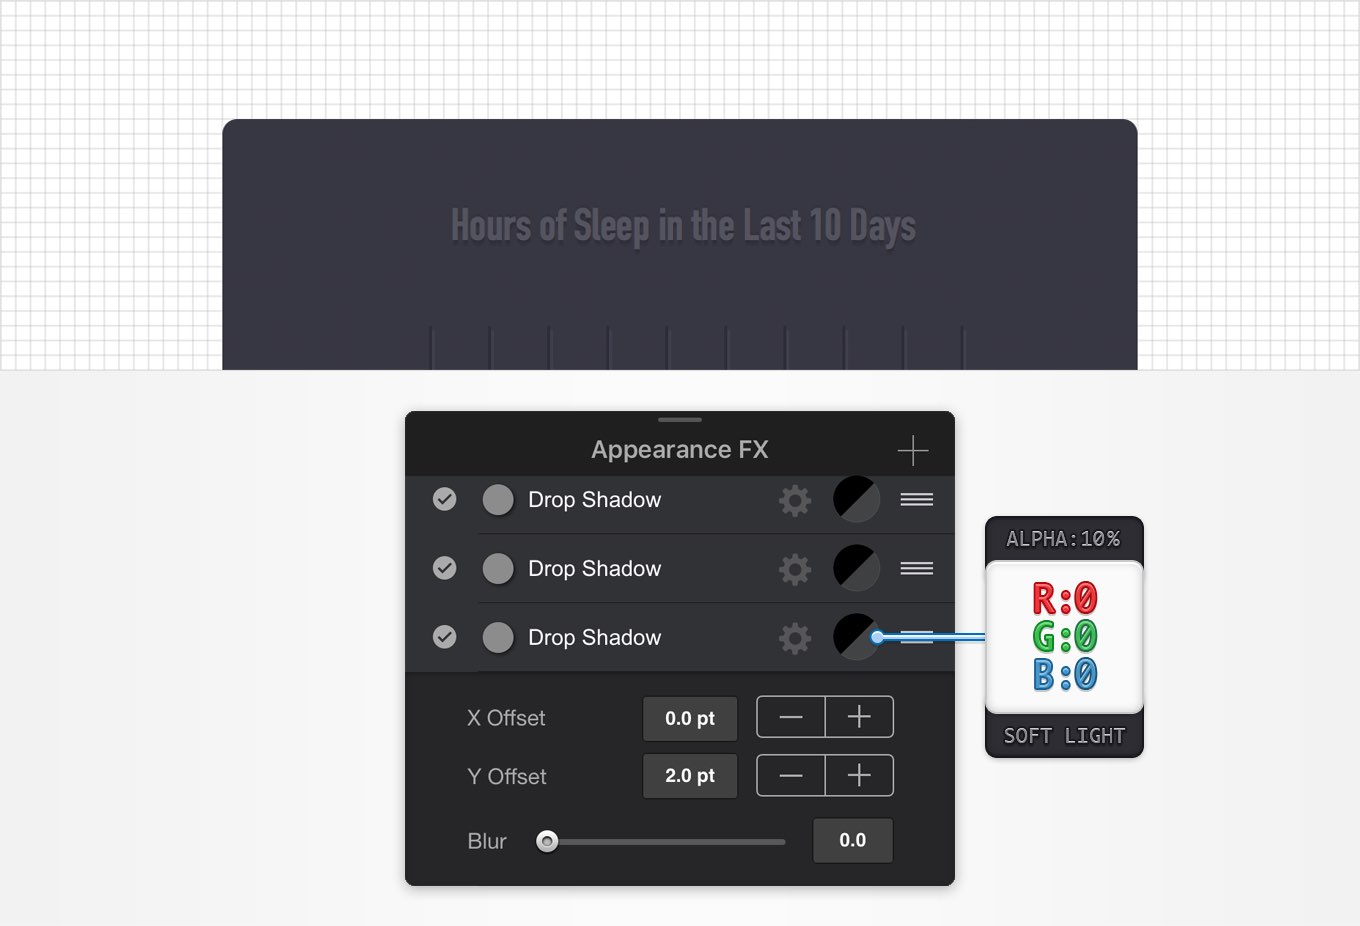 Hours of Sleep in the Last 10 Days
Appearance FX
Drop Shadow
Drop Shadow
Drop Shadow
X Offset 0.0 pt
Y Offset 2.0 pt
Blur 0.0
ALPHA:10%
R:0
G:0
B:0
SOFT LIGHT